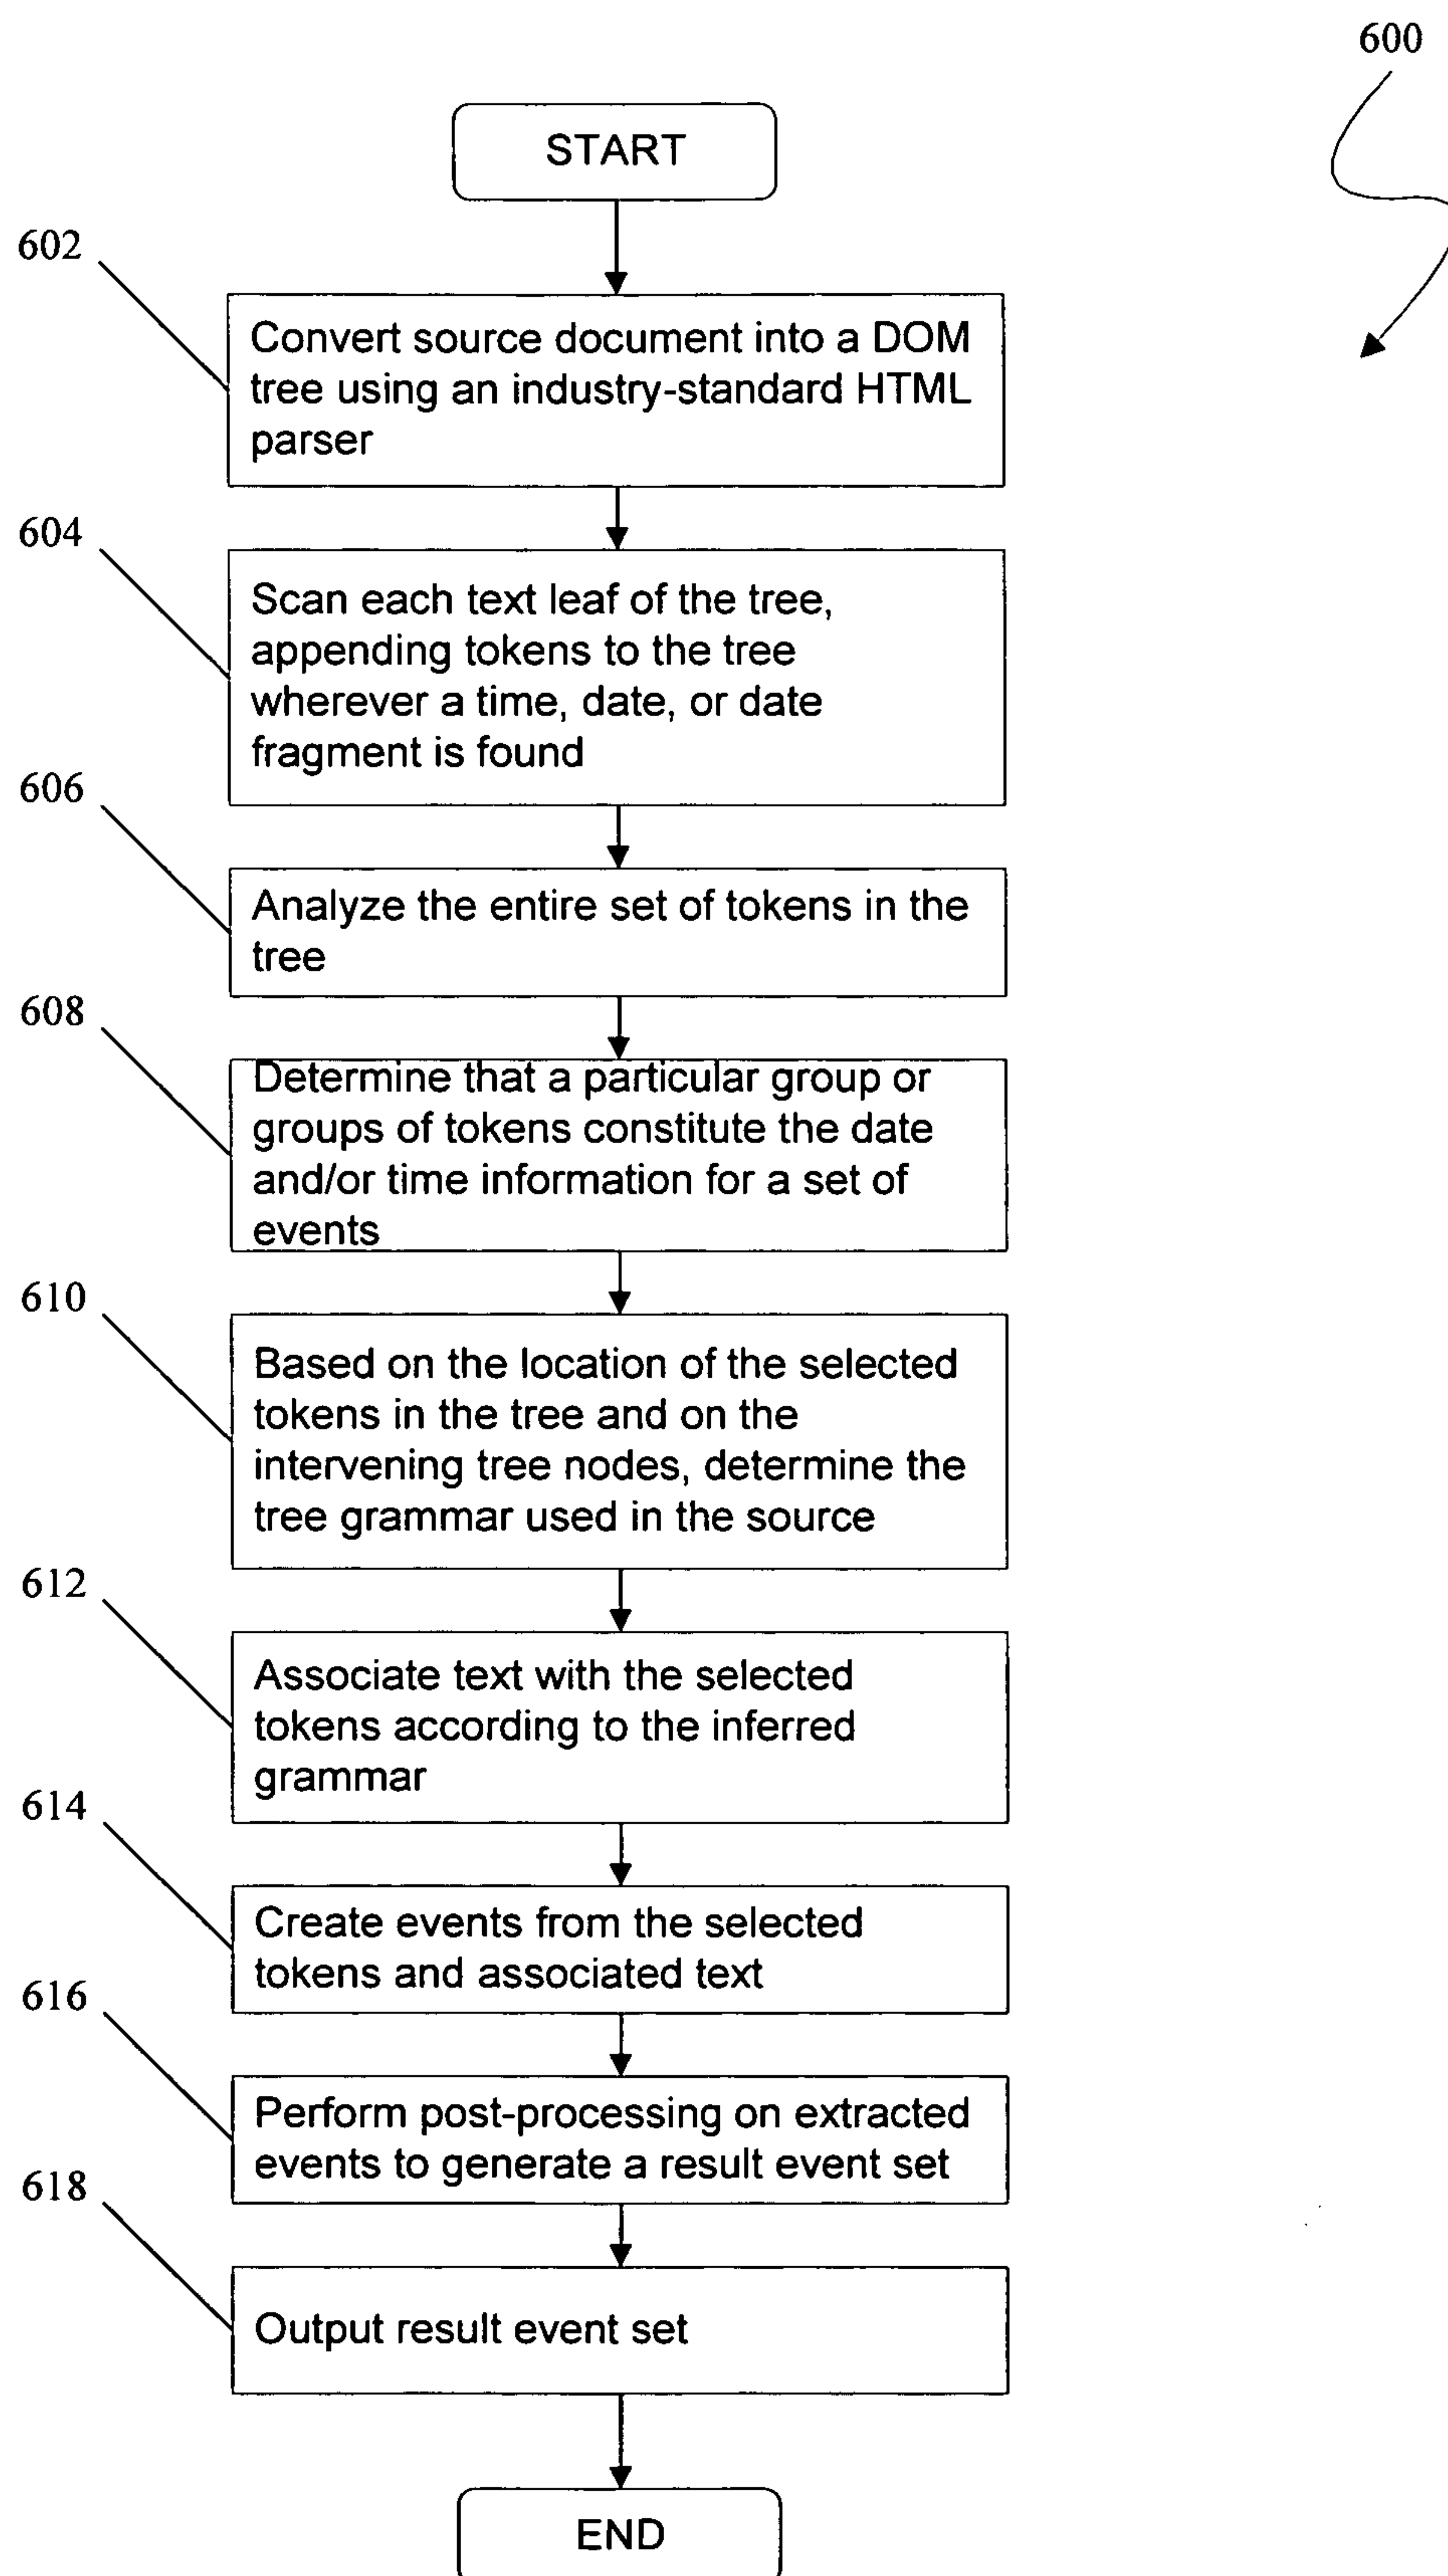 600
START
602
Convert source document into a DOM
tree using an industry-standard HTML
parser
604
Scan each text leaf of the tree,
appending tokens to the tree
wherever a time, date, or date
fragment is found
606
Analyze the entire set of tokens in the
tree
608
Determine that a particular group or
groups of tokens constitute the date
and/or time information for a set of
events
610
Based on the location of the selected
tokens in the tree and on the
intervening tree nodes, determine the
tree grammar used in the source
612
Associate text with the selected
tokens according to the inferred
grammar
614
Create events from the selected
tokens and associated text
616
Perform post-processing on extracted
events to generate a result event set
618
Output result event set
END